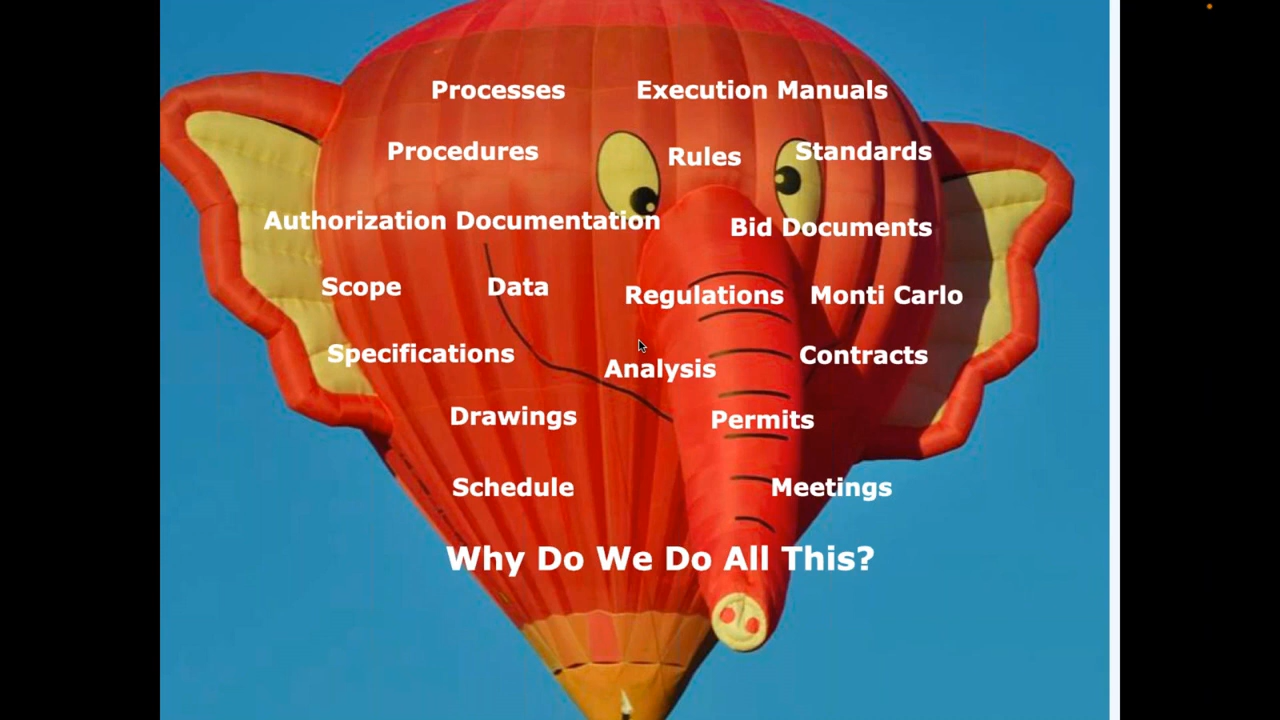 Processes Execution Manuals
Procedures Rules Standards
Authorization Documentation Bid Documents
Scope Data Regulations Monti Carlo
Specifications Analysis Contracts
Drawings Permits
Schedule Meetings
Why Do We Do All This?